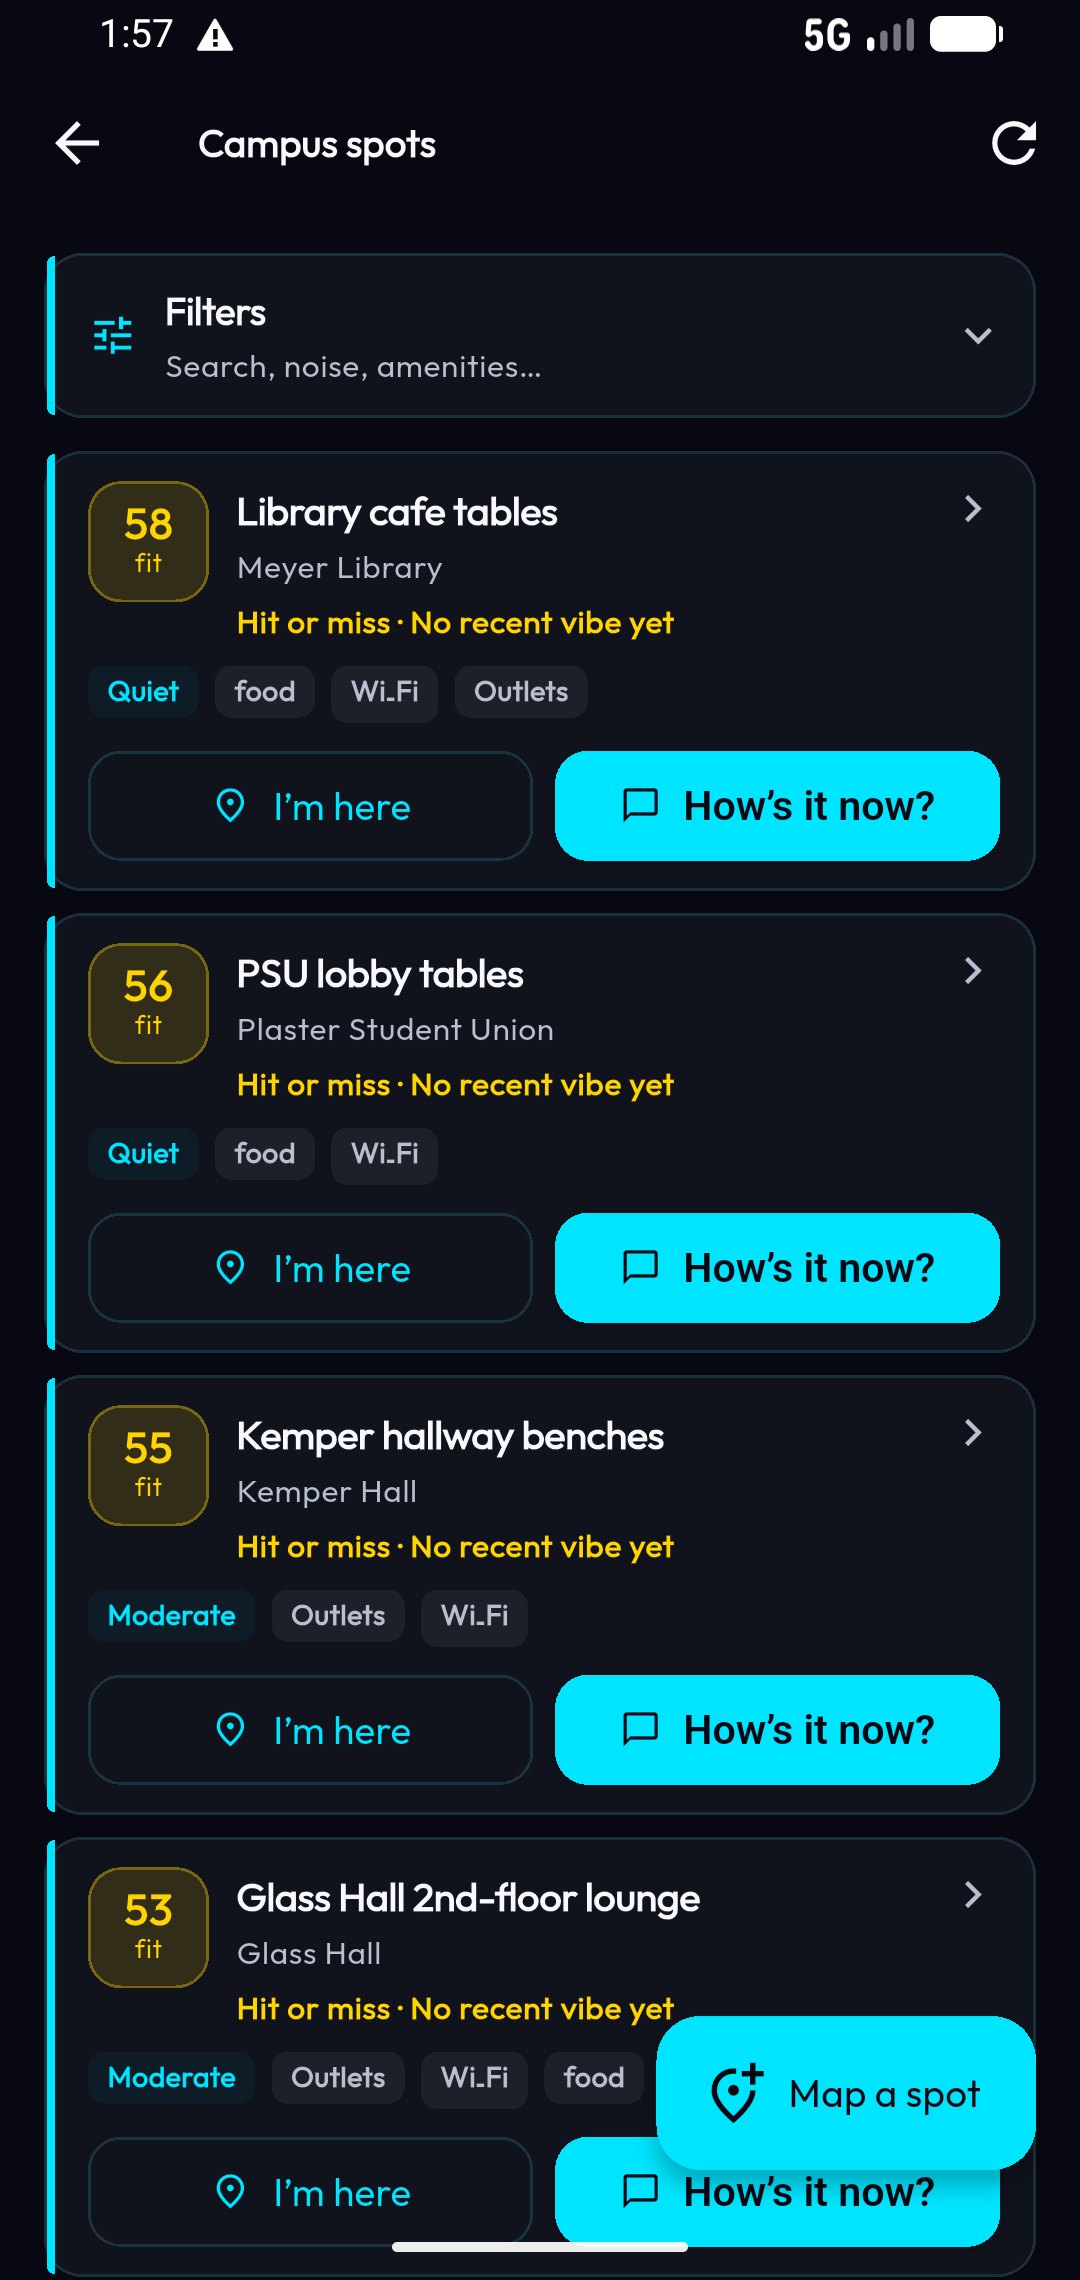 1:57
5G
Campus spots
Filters
Search, noise, amenities...
58
fit
Library cafe tables
Meyer Library
Hit or miss · No recent vibe yet
Quiet food Wi-Fi Outlets
I’m here
How’s it now?
56
fit
PSU lobby tables
Plaster Student Union
Hit or miss · No recent vibe yet
Quiet food Wi-Fi
I’m here
How’s it now?
55
fit
Kemper hallway benches
Kemper Hall
Hit or miss · No recent vibe yet
Moderate Outlets Wi-Fi
I’m here
How’s it now?
53
fit
Glass Hall 2nd-floor lounge
Glass Hall
Hit or miss · No recent vibe yet
Moderate Outlets Wi-Fi food
Map a spot
I’m here
How’s it now?